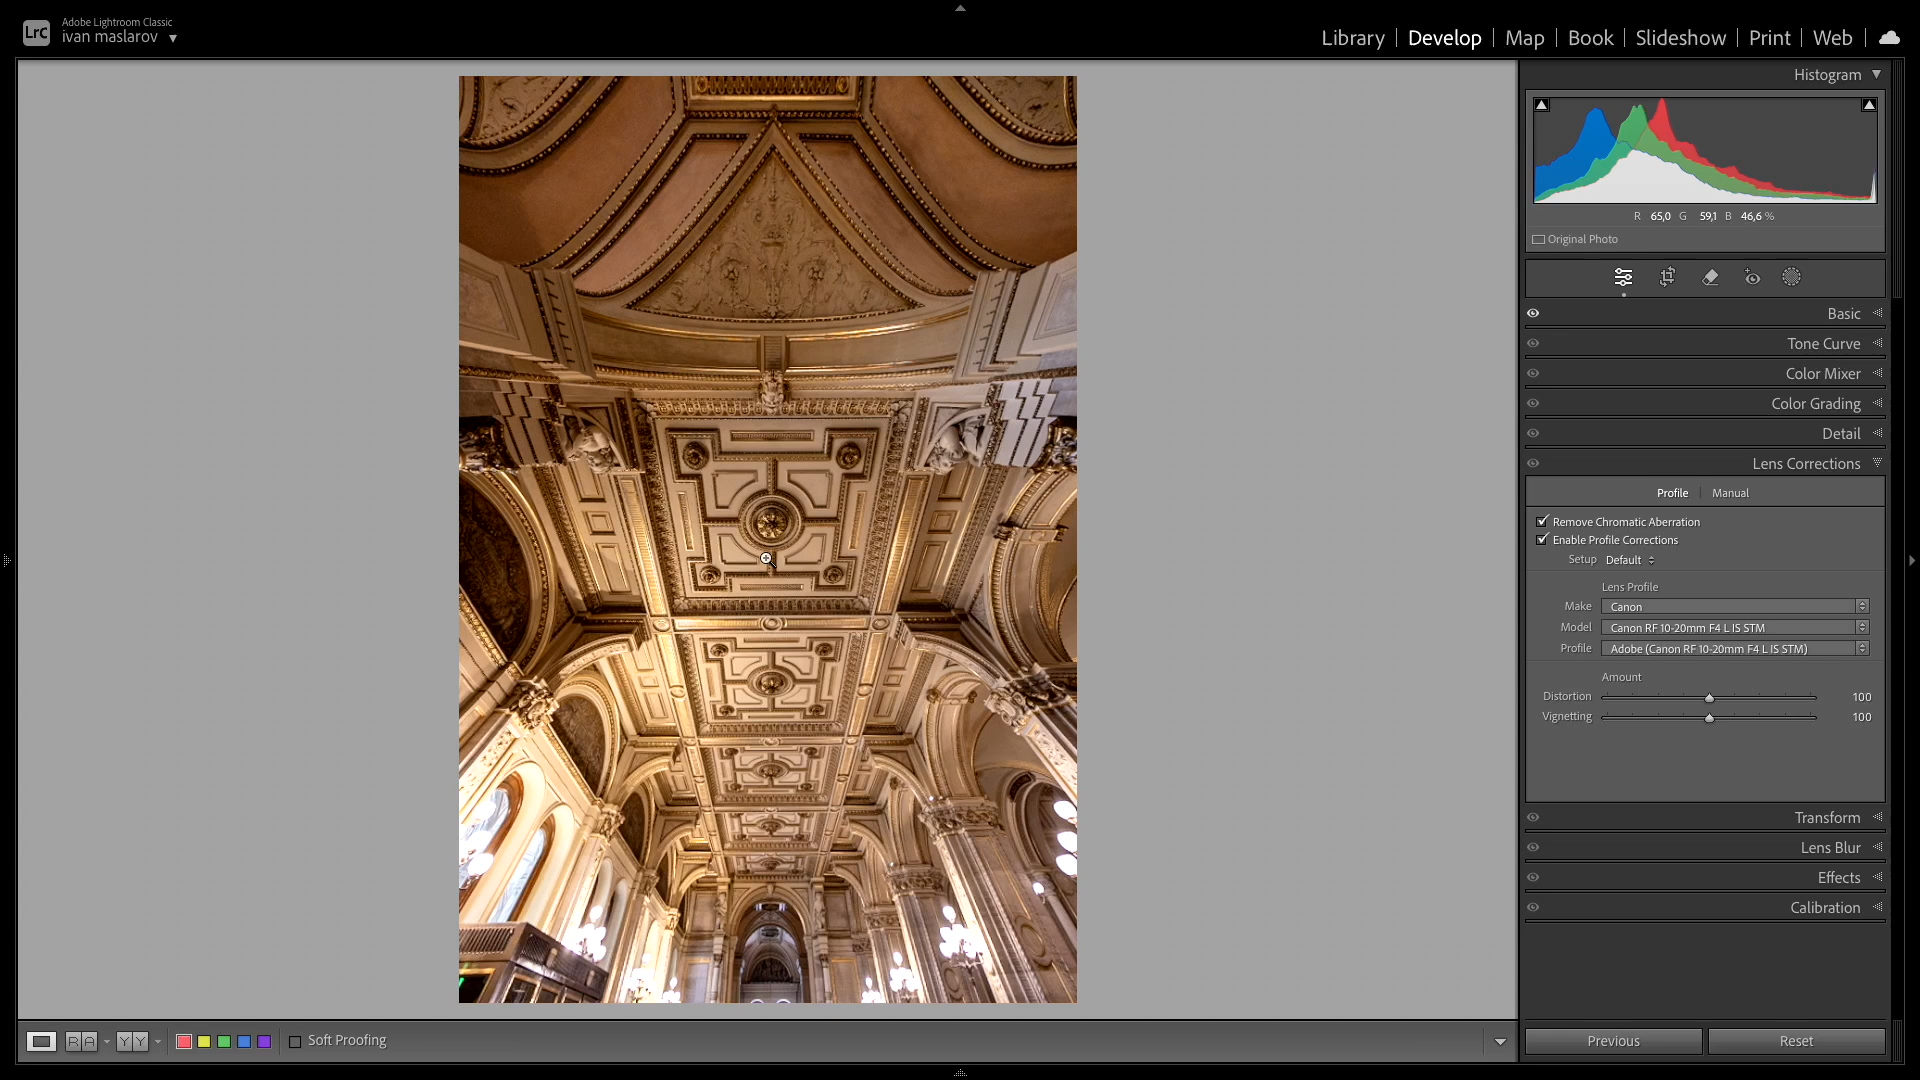 LrC
Adobe Lightroom Classic
ivan maslarov
Library
Develop
Map
Book
Slideshow
Print
Web
Histogram
R 65,0 G 59,1 B 46,6 %
Original Photo
Basic
Tone Curve
Color Mixer
Color Grading
Detail
Lens Corrections
Profile
Manual
Remove Chromatic Aberration
Enable Profile Corrections
Setup Default
Lens Profile
Make Canon
Model Canon RF 10-20mm F4 L IS STM
Profile Adobe (Canon RF 10-20mm F4 L IS STM)
Amount
Distortion 100
Vignetting 100
Transform
Lens Blur
Effects
Calibration
R A
Y Y
Soft Proofing
Previous
Reset